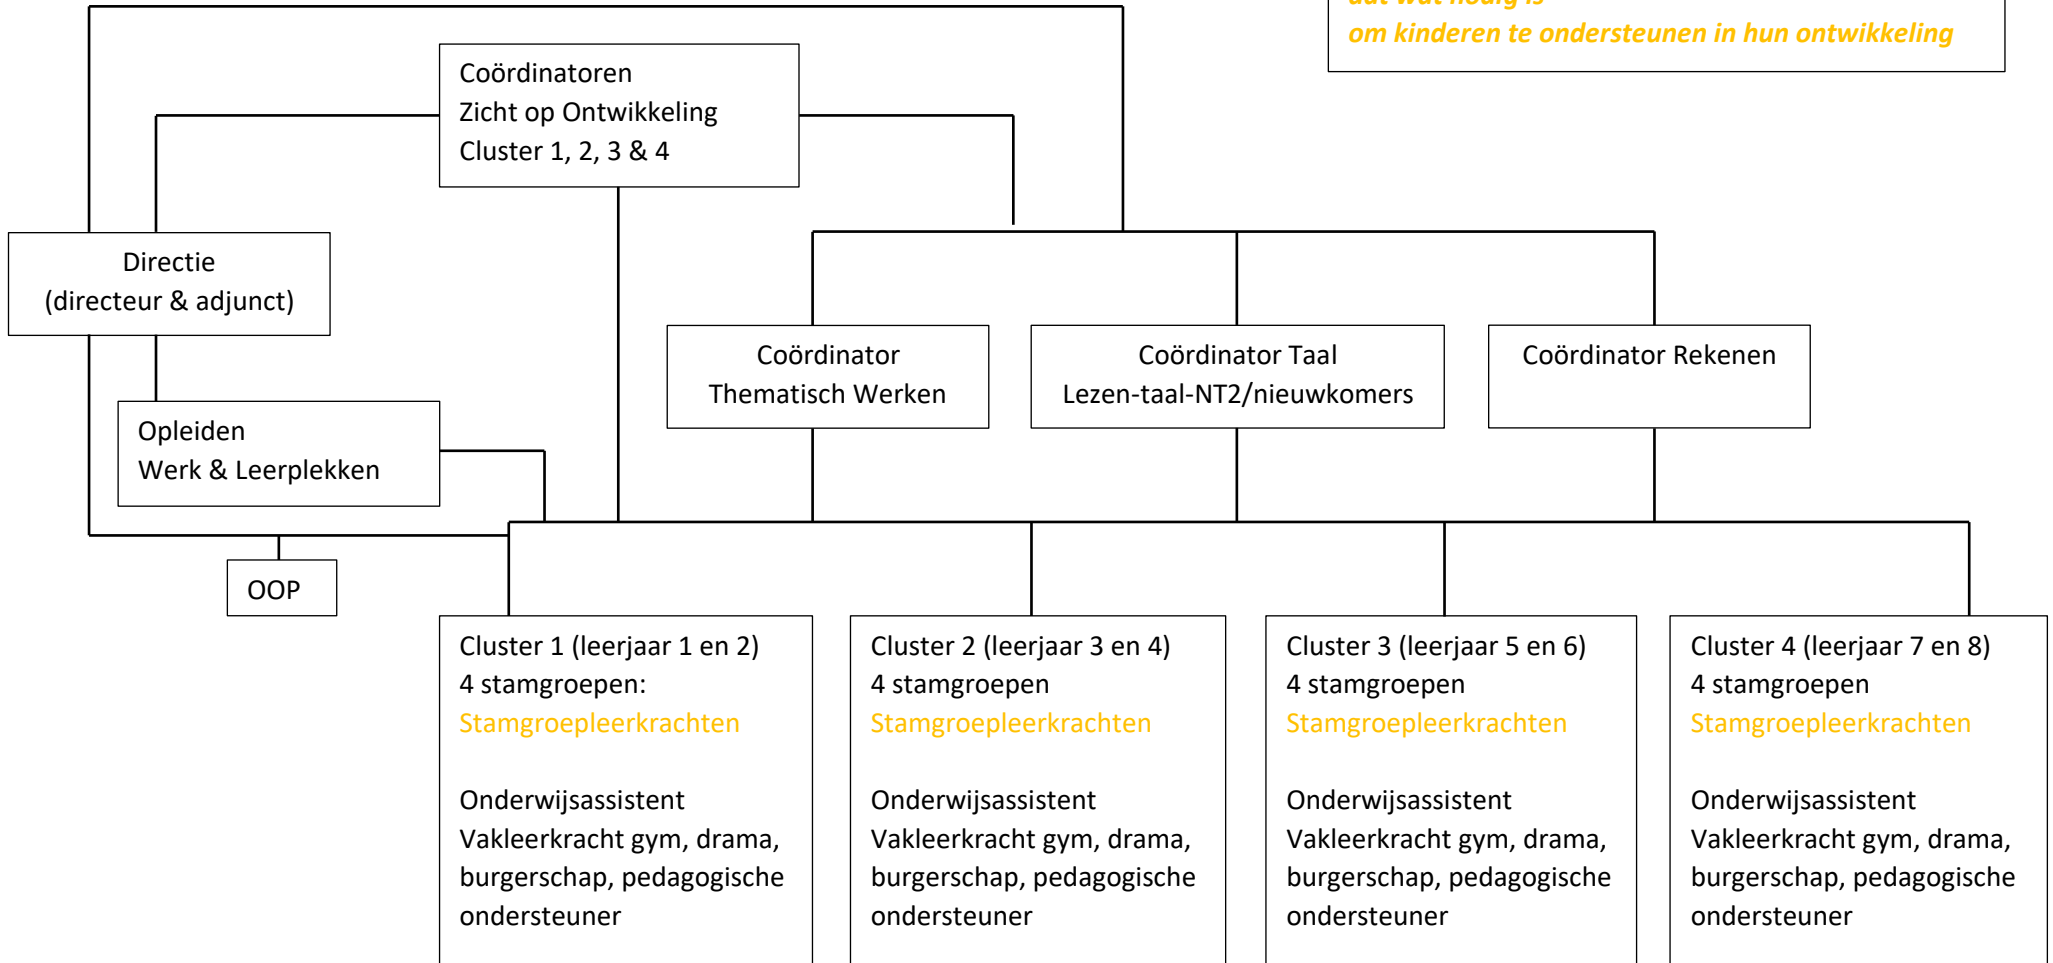 om kinderen te ondersteunen in hun ontwikkeling
Coördinatoren
Zicht op Ontwikkeling
Cluster 1, 2, 3 & 4
Directie
(directeur & adjunct)
Coördinator
Thematisch Werken
Coördinator Taal
Lezen-taal-NT2/nieuwkomers
Coördinator Rekenen
Opleiden
Werk & Leerplekken
OOP
Cluster 1 (leerjaar 1 en 2)
4 stamgroepen:
Stamgroepleerkrachten
Onderwijsassistent
Vakleerkracht gym, drama,
burgerschap, pedagogische
ondersteuner
Cluster 2 (leerjaar 3 en 4)
4 stamgroepen
Stamgroepleerkrachten
Onderwijsassistent
Vakleerkracht gym, drama,
burgerschap, pedagogische
ondersteuner
Cluster 3 (leerjaar 5 en 6)
4 stamgroepen
Stamgroepleerkrachten
Onderwijsassistent
Vakleerkracht gym, drama,
burgerschap, pedagogische
ondersteuner
Cluster 4 (leerjaar 7 en 8)
4 stamgroepen
Stamgroepleerkrachten
Onderwijsassistent
Vakleerkracht gym, drama,
burgerschap, pedagogische
ondersteuner